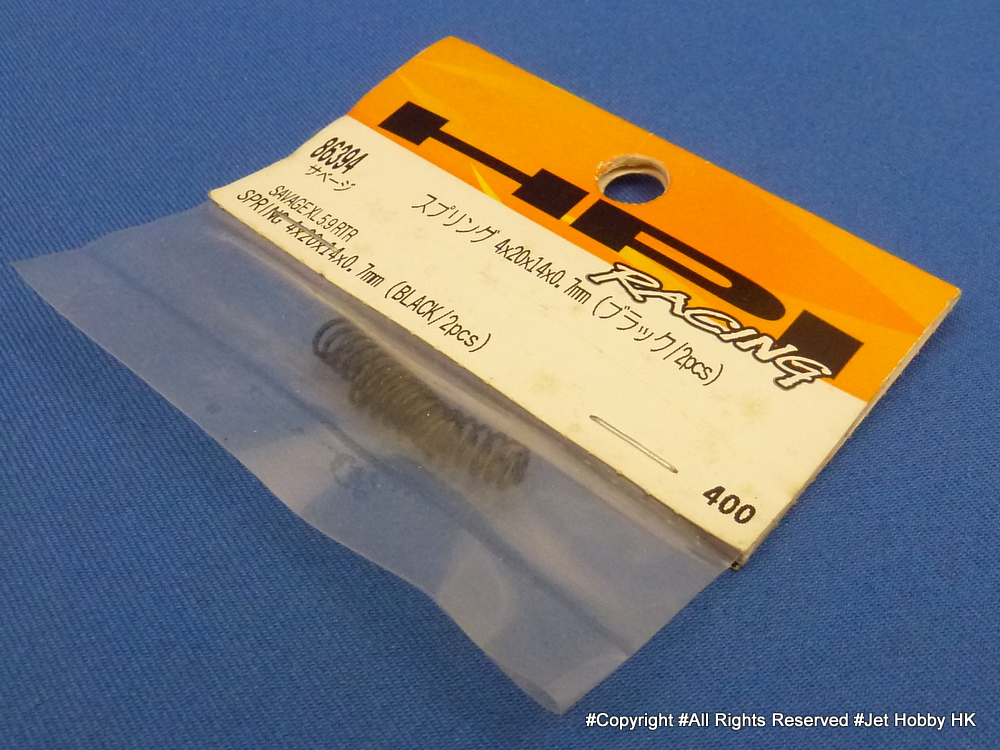 HPI
RACING
86394
サベージ
スプリング 4x20x14x0.7mm (ブラック/2pcs)
SAVAGE XL 5.9 RTR
SPRING 4x20x14x0.7mm (BLACK/2pcs)
400
#Copyright #All Rights Reserved #Jet Hobby HK